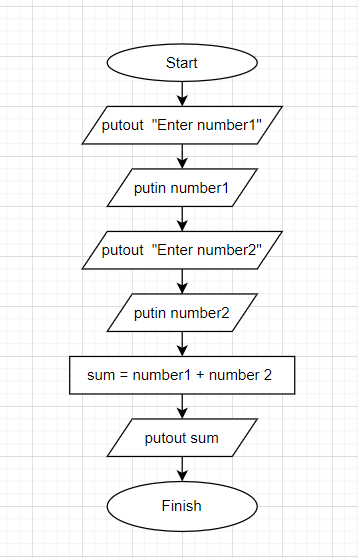 Start
putout  "Enter number1"
putin number1
putout  "Enter number2"
putin number2
sum = number1 + number 2
putout sum
Finish